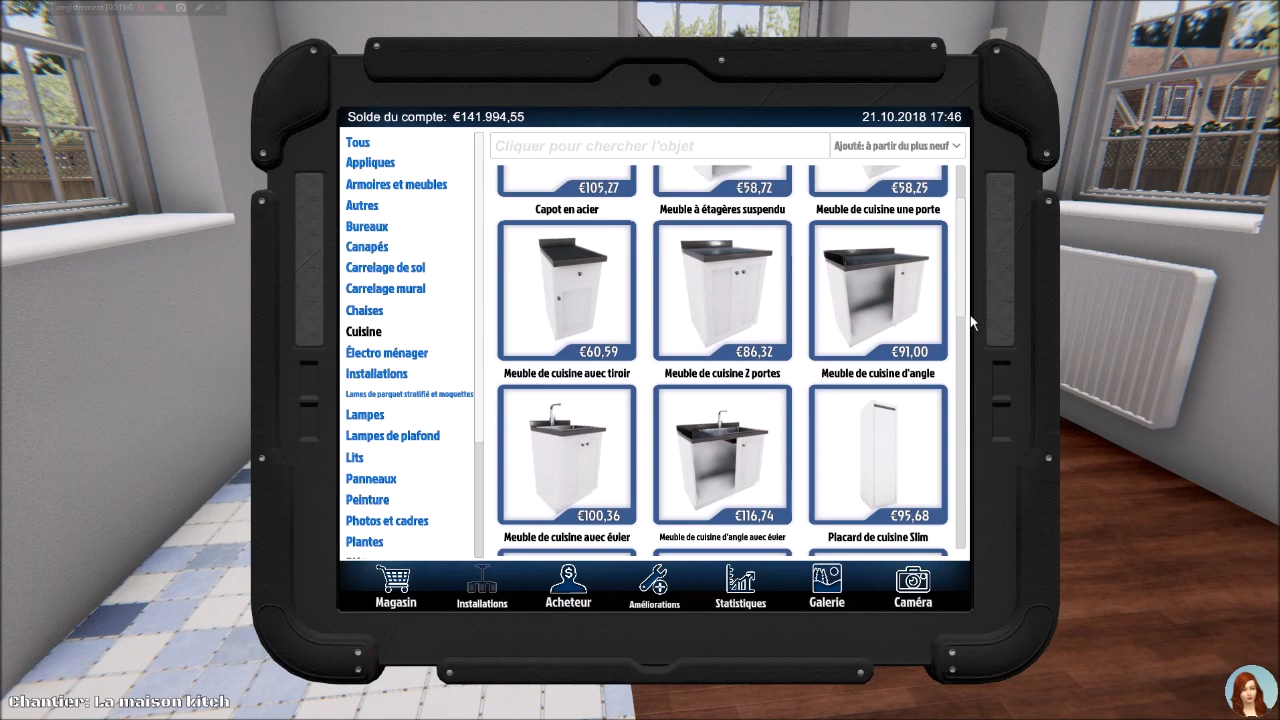 enregistrement [00:11:0
Solde du compte: €141.994,55
21.10.2018 17:46
Tous
Appliques
Armoires et meubles
Autres
Bureaux
Canapés
Carrelage de sol
Carrelage mural
Chaises
Cuisine
Électro ménager
Installations
Lames de parquet stratifié et moquettes
Lampes
Lampes de plafond
Lits
Panneaux
Peinture
Photos et cadres
Plantes
Cliquer pour chercher l'objet
Ajouté: à partir du plus neuf
€105,27
€58,72
€58,25
Capot en acier
Meuble à étagères suspendu
Meuble de cuisine une porte
€60,59
€86,32
€91,00
Meuble de cuisine avec tiroir
Meuble de cuisine 2 portes
Meuble de cuisine d'angle
€100,36
€116,74
€95,68
Meuble de cuisine avec évier
Meuble de cuisine d'angle avec évier
Placard de cuisine Slim
Magasin
Installations
Acheteur
Améliorations
Statistiques
Galerie
Caméra
Chantier: La maison kitch